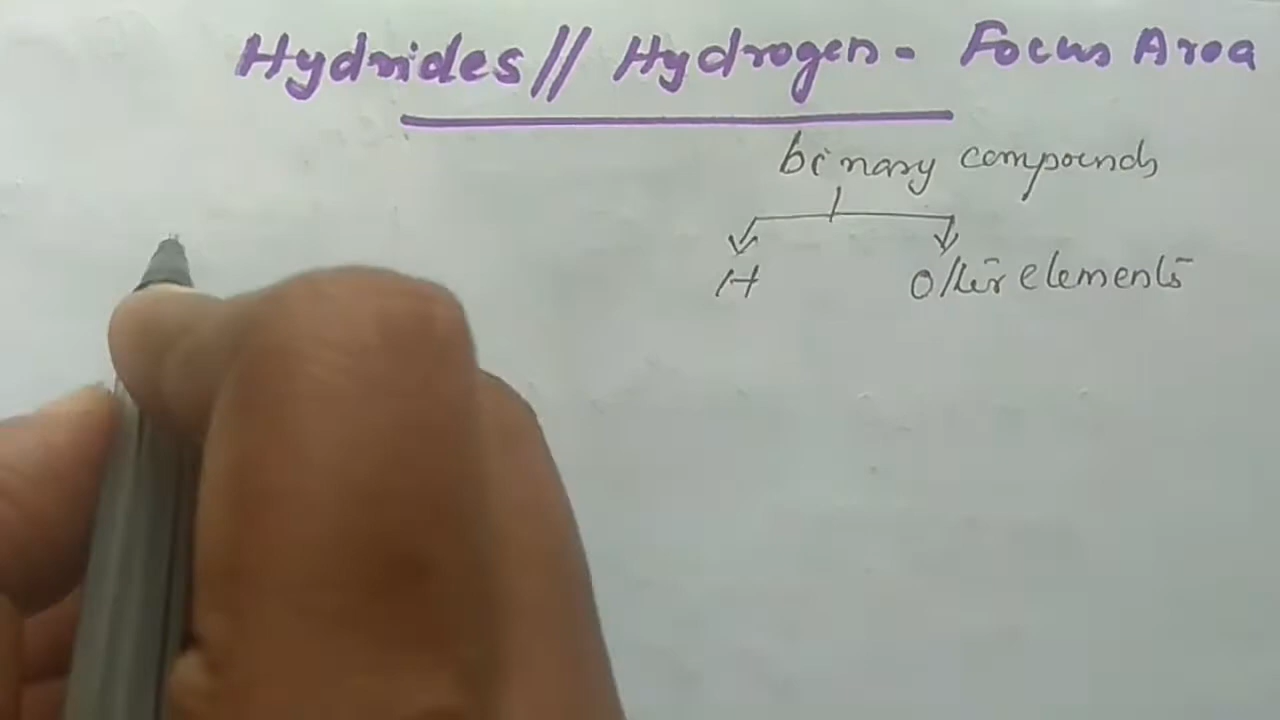 Hydrides // Hydrogen - Focus Area
binary compounds
H Other elements